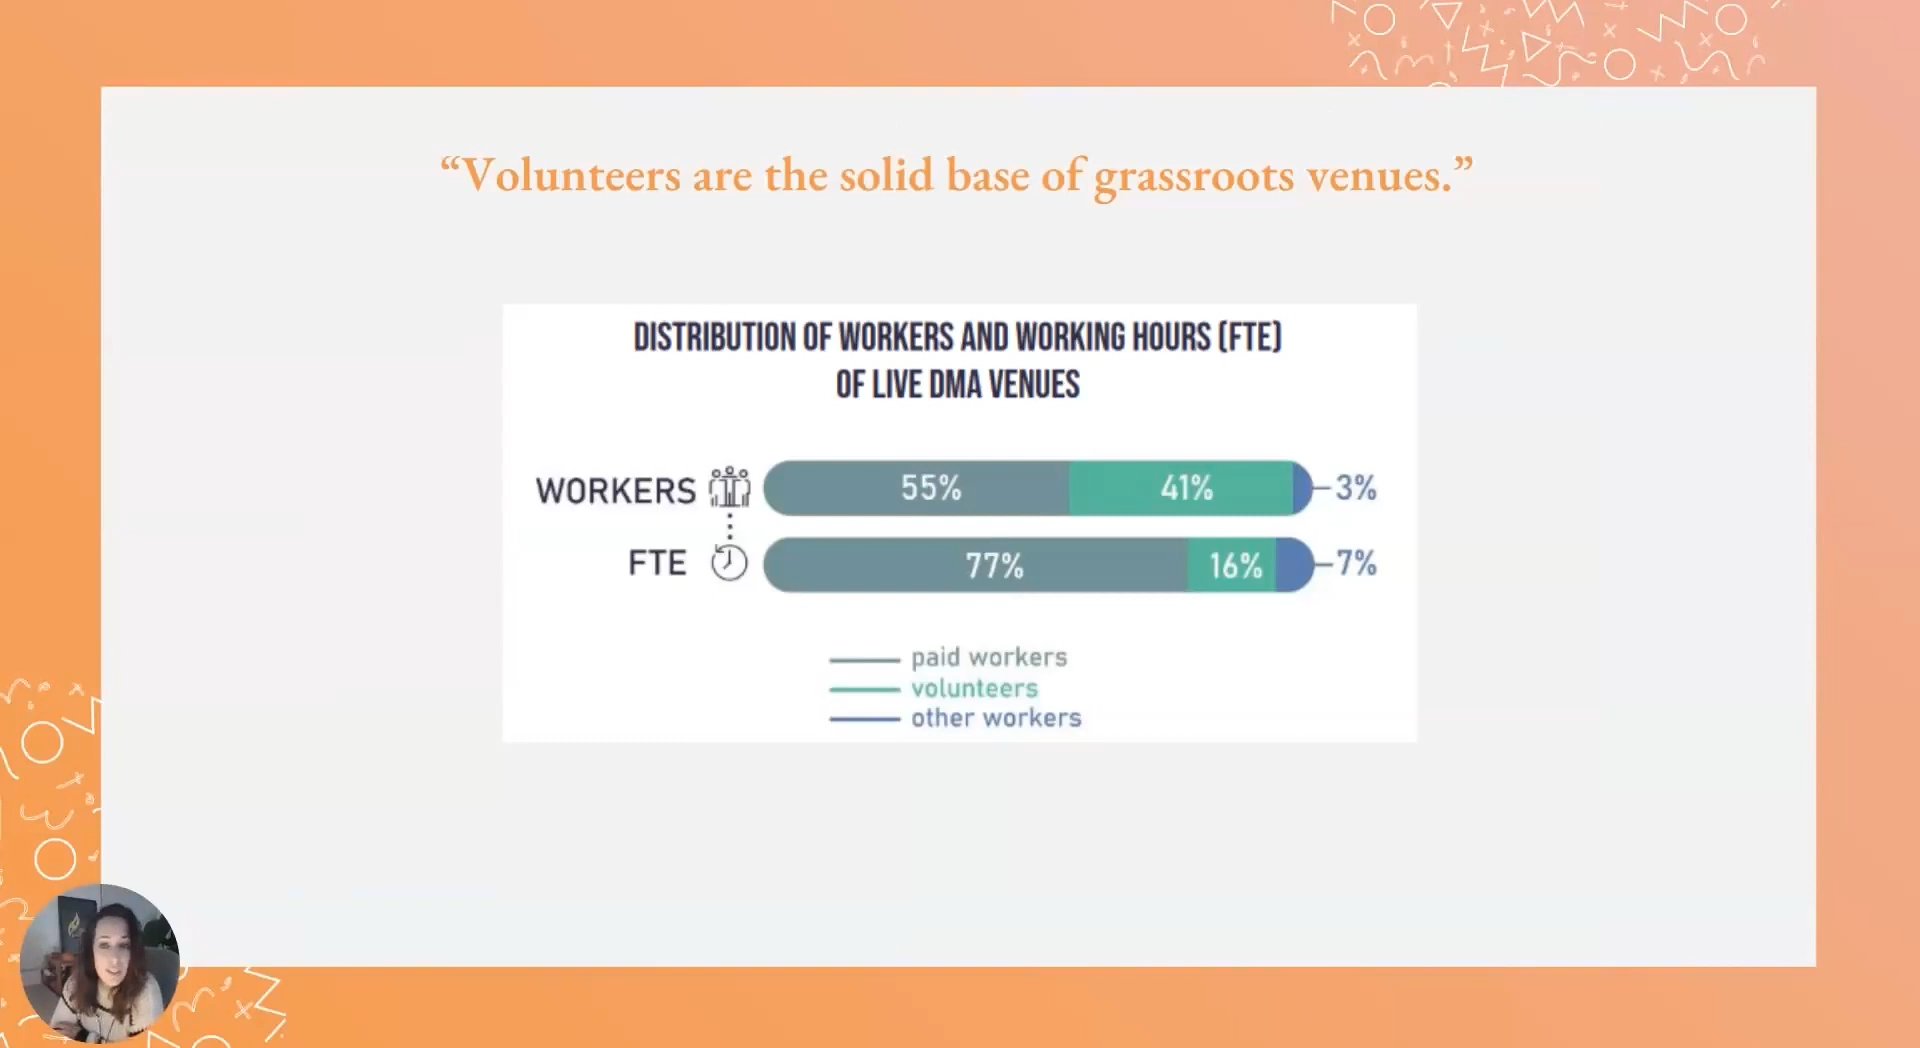 “Volunteers are the solid base of grassroots venues.”
DISTRIBUTION OF WORKERS AND WORKING HOURS (FTE)
OF LIVE DMA VENUES
WORKERS 55% 41% 3%
FTE 77% 16% 7%
paid workers
volunteers
other workers